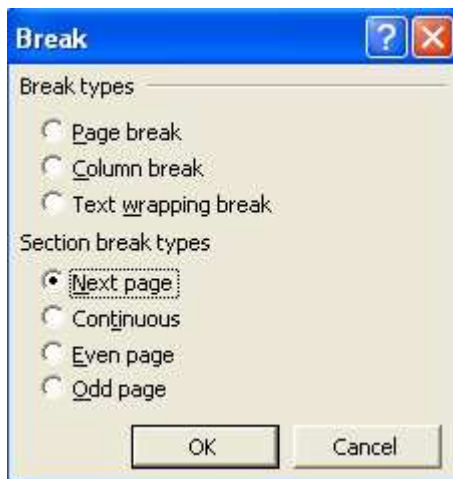 Break ?
Break types
Page break
Column break
Text wrapping break
Section break types
Next page
Continuous
Even page
Odd page
OK Cancel